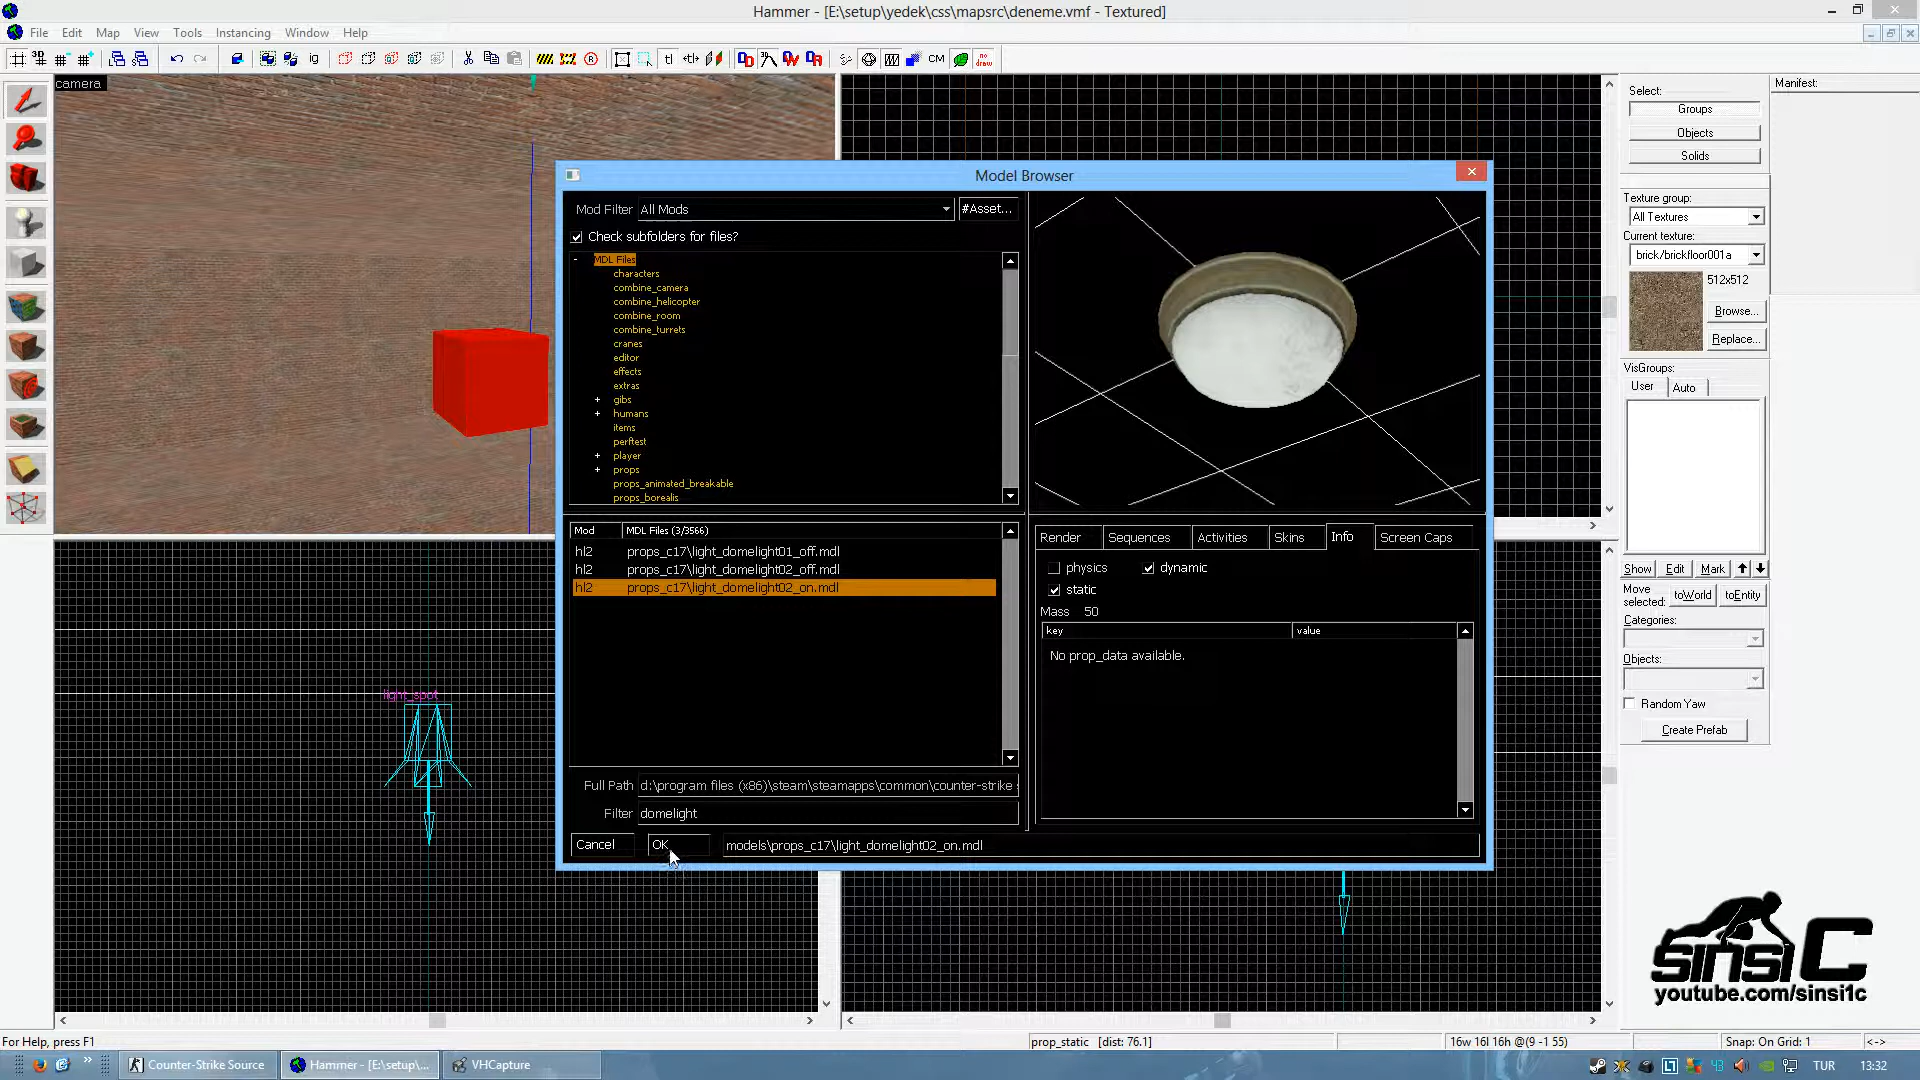 Hammer - [E:\setup\yedek\css\mapsrc\deneme.vmf - Textured]
File Edit Map View Tools Instancing Window Help
3D ig tl CM no draw
camera
Select:
Groups
Objects
Solids
Texture group:
All Textures
Current texture:
brick/brickfloor001a
512x512
Browse...
Replace...
VisGroups:
User Auto
Show Edit Mark
Move selected: toWorld toEntity
Categories:
Objects:
Random Yaw
Create Prefab
Manifest:
Model Browser
Mod Filter All Mods #Asset...
Check subfolders for files?
- MDL Files
characters
combine_camera
combine_helicopter
combine_room
combine_turrets
cranes
editor
effects
extras
+ gibs
+ humans
items
perftest
+ player
+ props
props_animated_breakable
props_borealis
Mod MDL Files (3/3566)
hl2 props_c17\light_domelight01_off.mdl
hl2 props_c17\light_domelight02_off.mdl
hl2 props_c17\light_domelight02_on.mdl
Full Path d:\program files (x86)\steam\steamapps\common\counter-strike s
Filter domelight
Cancel OK models\props_c17\light_domelight02_on.mdl
Render Sequences Activities Skins Info Screen Caps
physics dynamic
static
Mass 50
key value
No prop_data available.
light_spot
sinsiC
youtube.com/sinsi1c
For Help, press F1
prop_static [dist: 76.1]
16w 16l 16h @(9 -1 55)
Snap: On Grid: 1
<->
Counter-Strike Source
Hammer - [E:\setup\...
VHCapture
TUR
13:32